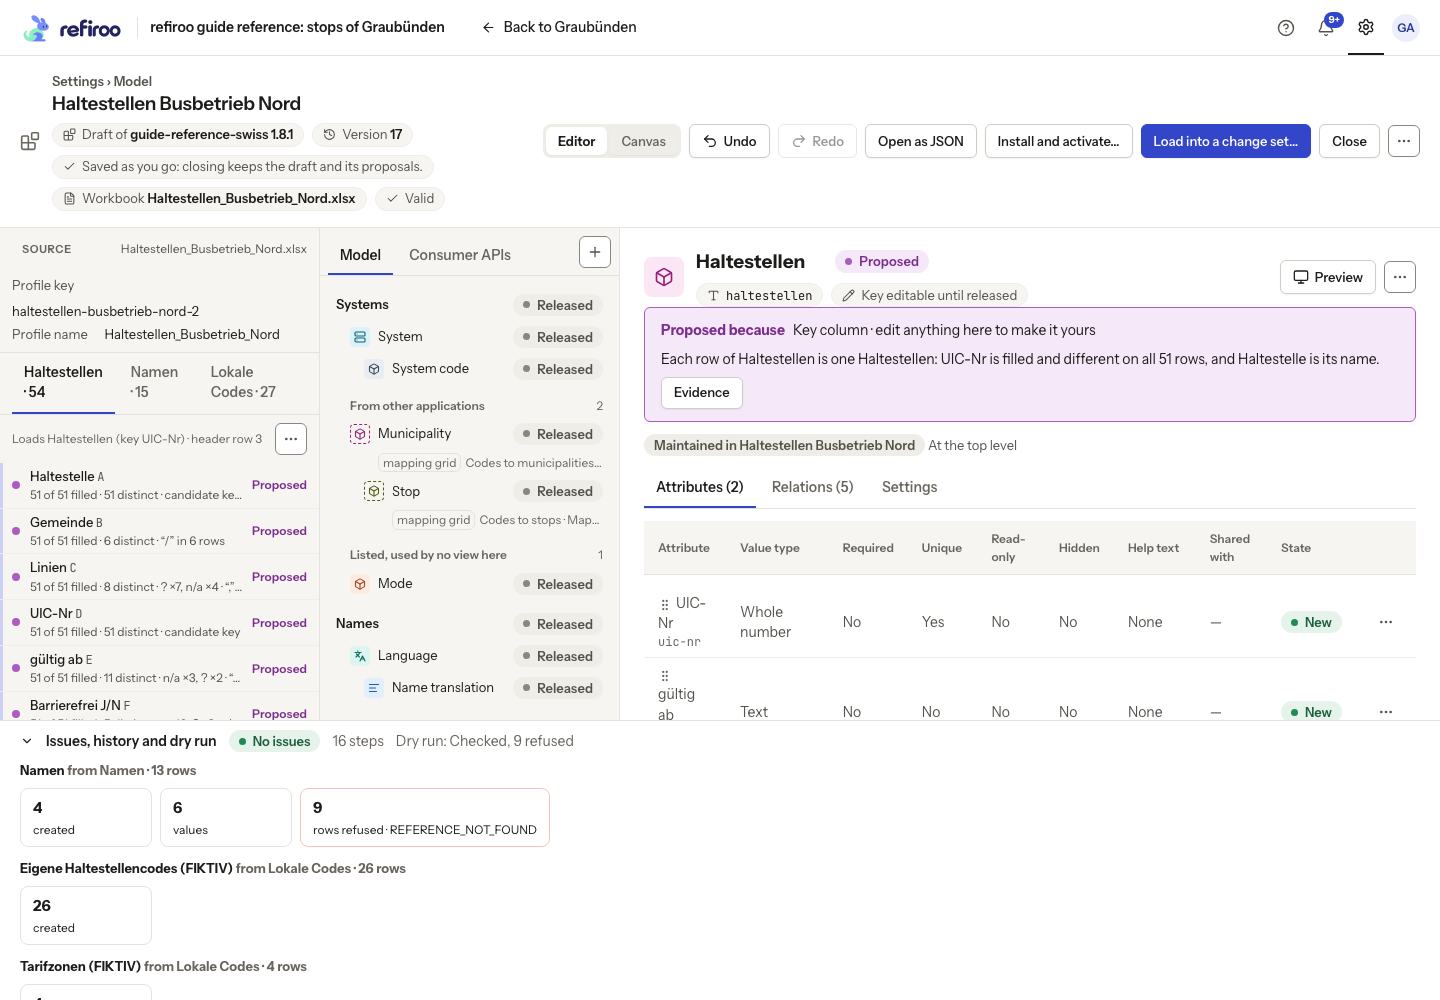 refiroo
refiroo guide reference: stops of Graubünden
← Back to Graubünden
9+
GA
Settings › Model
Haltestellen Busbetrieb Nord
Draft of guide-reference-swiss 1.8.1
Version 17
Saved as you go: closing keeps the draft and its proposals.
Workbook Haltestellen_Busbetrieb_Nord.xlsx
Valid
Editor
Canvas
Undo
Redo
Open as JSON
Install and activate...
Load into a change set...
Close
SOURCE
Haltestellen_Busbetrieb_Nord.xlsx
Profile key
haltestellen-busbetrieb-nord-2
Profile name Haltestellen_Busbetrieb_Nord
Haltestellen · 54
Namen · 15
Lokale Codes · 27
Loads Haltestellen (key UIC-Nr) · header row 3
Haltestelle A
51 of 51 filled · 51 distinct · candidate ke...
Proposed
Gemeinde B
51 of 51 filled · 6 distinct · “/” in 6 rows
Proposed
Linien C
51 of 51 filled · 8 distinct · ? ×7, n/a ×4 · “,”...
Proposed
UIC-Nr D
51 of 51 filled · 51 distinct · candidate key
Proposed
gültig ab E
51 of 51 filled · 11 distinct · n/a ×3, ? ×2 · “...
Proposed
Barrierefrei J/N F
Proposed
Model
Consumer APIs
Systems Released
System Released
System code Released
From other applications 2
Municipality Released
mapping grid Codes to municipalities...
Stop Released
mapping grid Codes to stops · Map...
Listed, used by no view here 1
Mode Released
Names Released
Language Released
Name translation Released
Haltestellen
Proposed
haltestellen
Key editable until released
Preview
Proposed because Key column · edit anything here to make it yours
Each row of Haltestellen is one Haltestellen: UIC-Nr is filled and different on all 51 rows, and Haltestelle is its name.
Evidence
Maintained in Haltestellen Busbetrieb Nord At the top level
Attributes (2)
Relations (5)
Settings
Attribute Value type Required Unique Read-only Hidden Help text Shared with State
UIC-Nr uic-nr Whole number No Yes No No None — New
gültig ab Text No No No No None — New
Issues, history and dry run
No issues
16 steps
Dry run: Checked, 9 refused
Namen from Namen · 13 rows
4
created
6
values
9
rows refused · REFERENCE_NOT_FOUND
Eigene Haltestellencodes (FIKTIV) from Lokale Codes · 26 rows
26
created
Tarifzonen (FIKTIV) from Lokale Codes · 4 rows